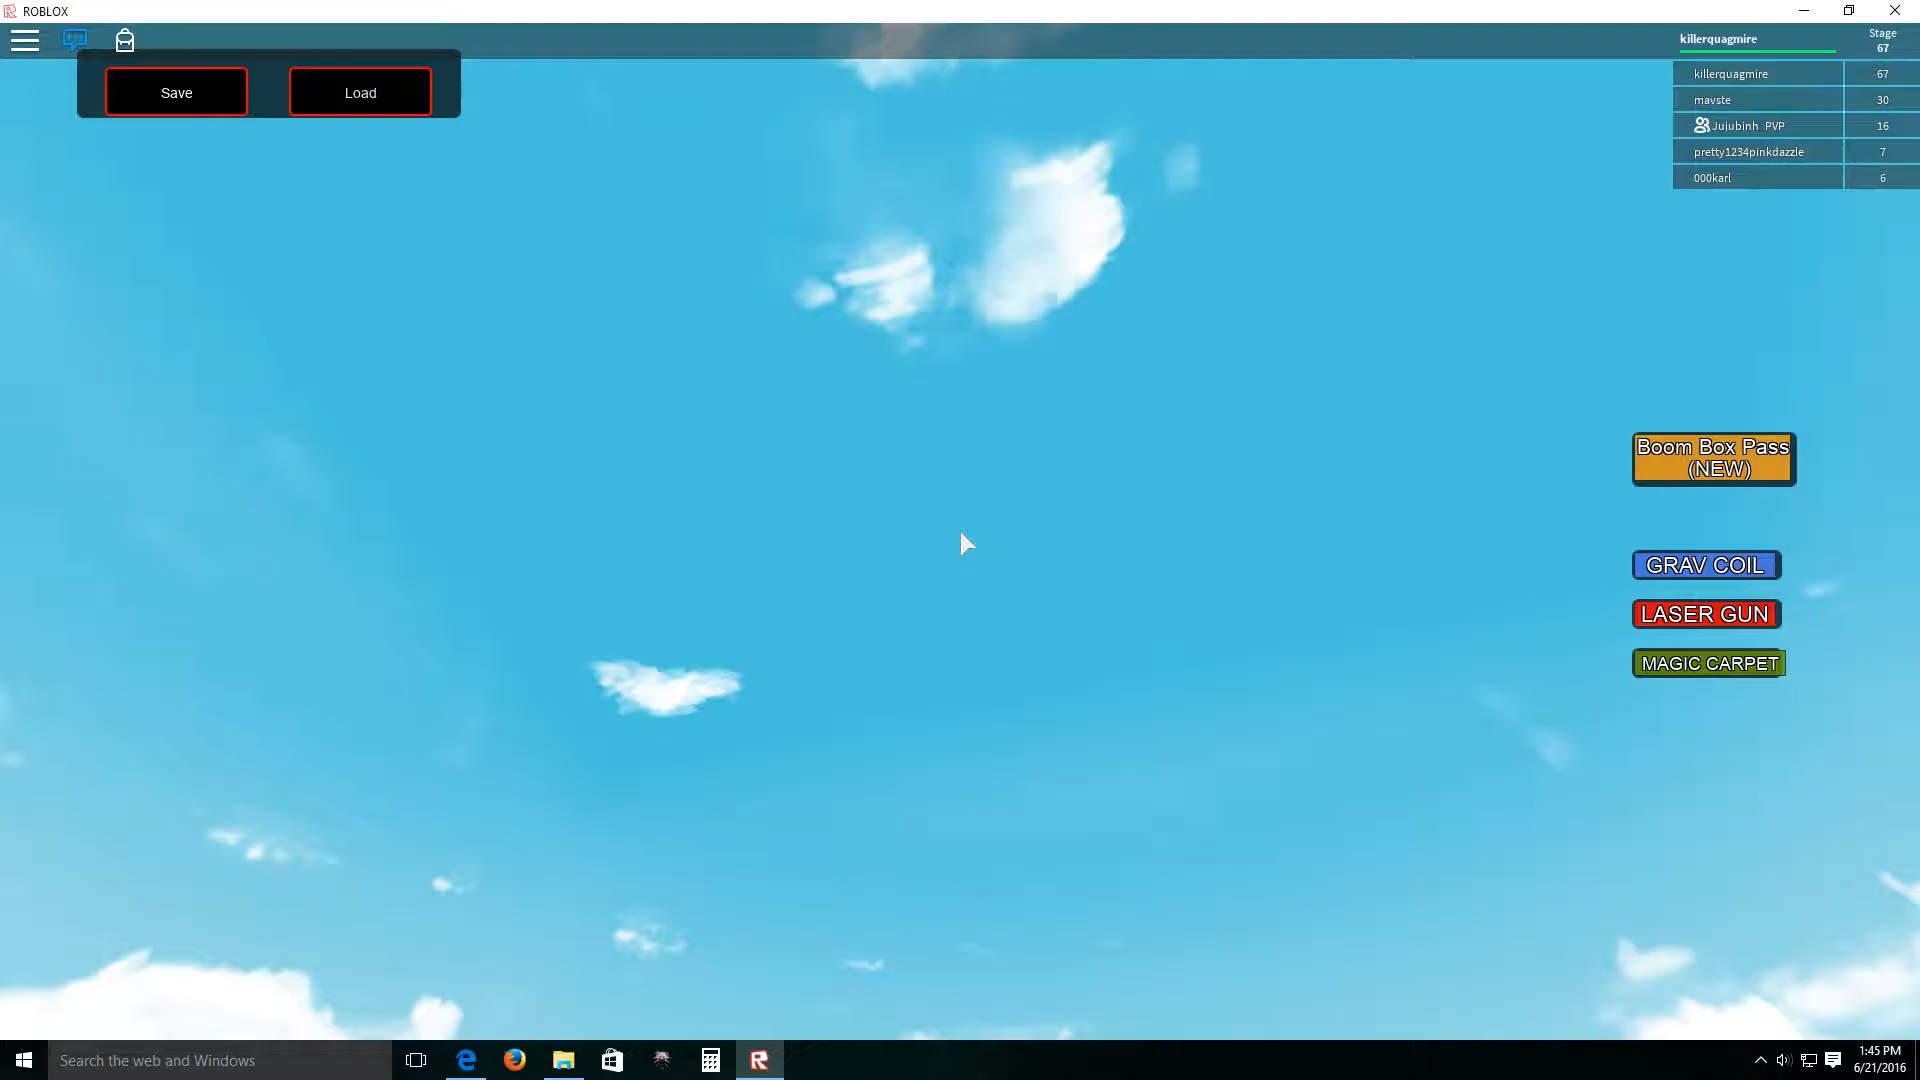 ROBLOX
killerquagmire
Stage
67
Save
Load
killerquagmire 67
mavste 30
Jujubinh PVP 16
pretty1234pinkdazzle 7
000karl 6
Boom Box Pass
(NEW)
GRAV COIL
LASER GUN
MAGIC CARPET
Search the web and Windows
1:45 PM
6/21/2016